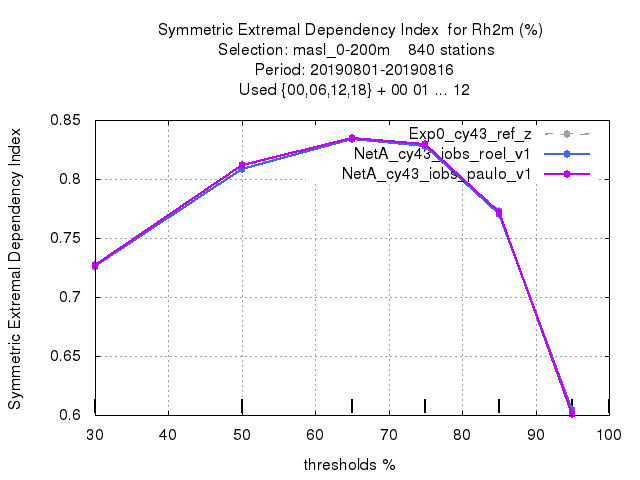 Symmetric Extremal Dependency Index  for Rh2m (%)
Selection: masl_0-200m    840 stations
Period: 20190801-20190816
Used {00,06,12,18} + 00 01 ... 12
Symmetric Extremal Dependency Index
0.85
0.8
0.75
0.7
0.65
0.6
Exp0_cy43_ref_z
NetA_cy43_iobs_roel_v1
NetA_cy43_iobs_paulo_v1
30 40 50 60 70 80 90 100
thresholds %